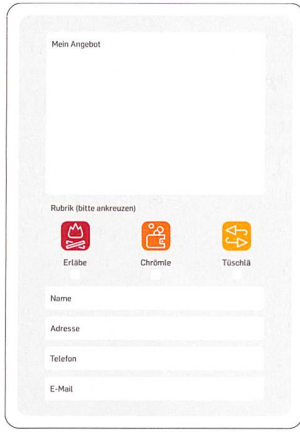 Mein Angebot
Rubrik (bitte ankreuzen)
Erläbe Chrömle Tüschlä
Name
Adresse
Telefon
E-Mail